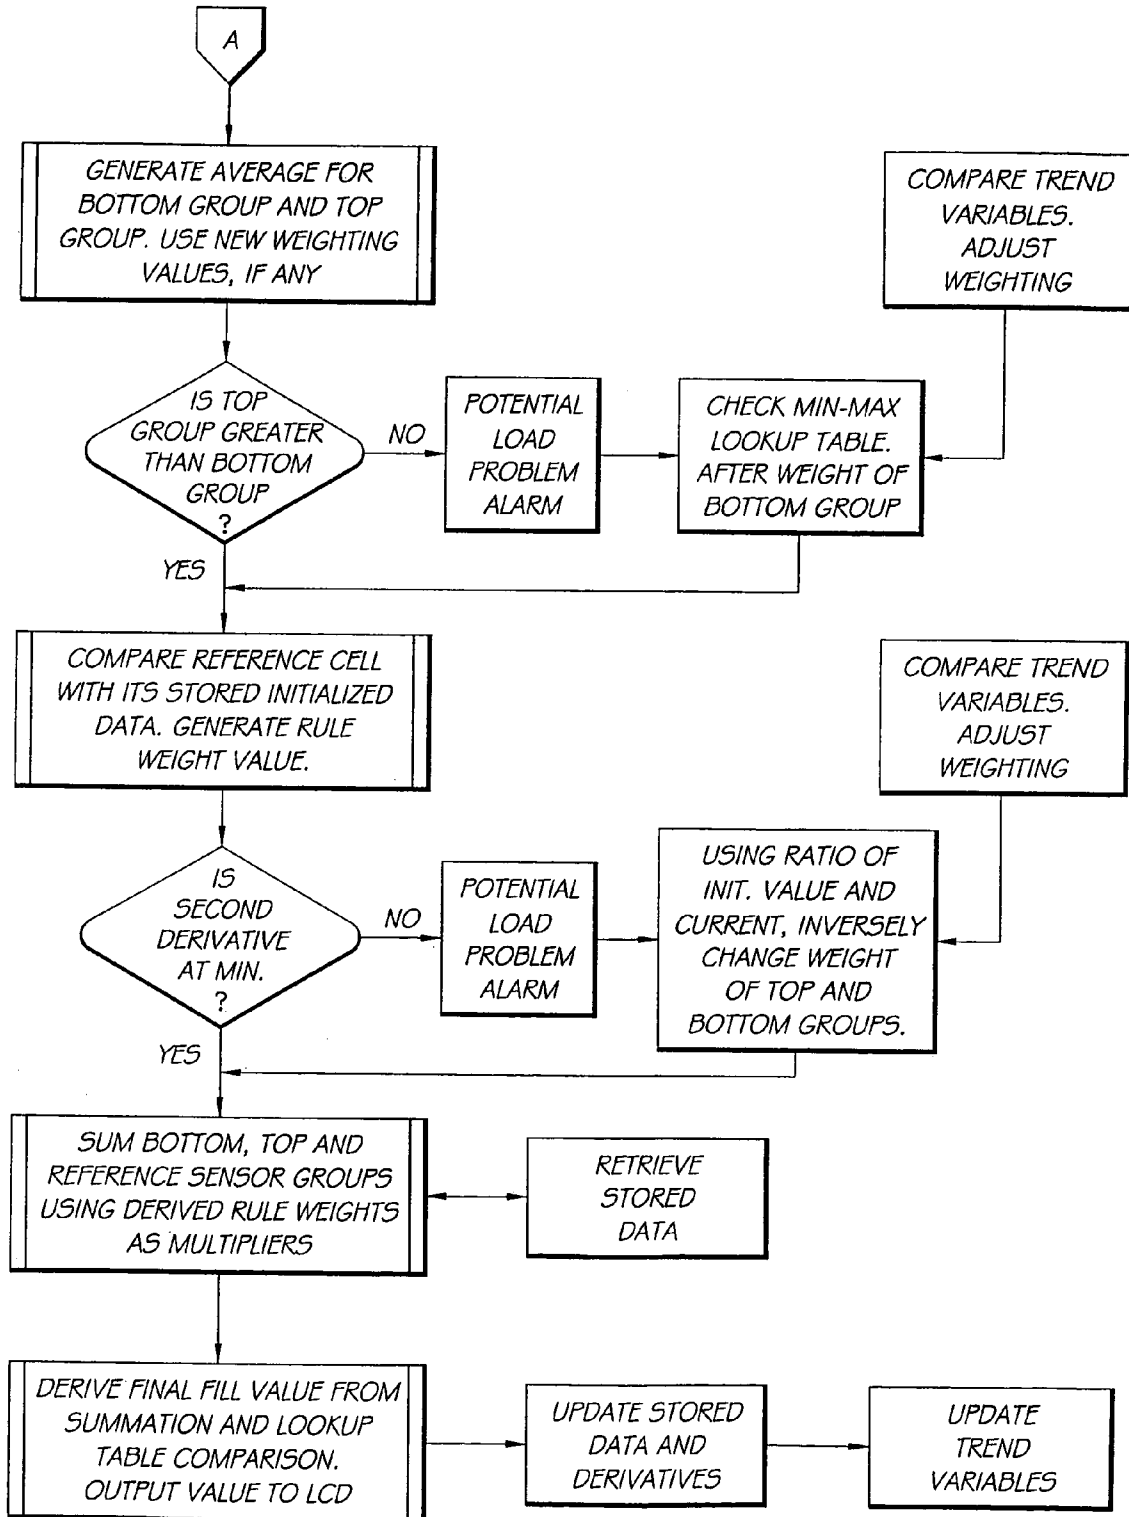 A
GENERATE AVERAGE FOR
BOTTOM GROUP AND TOP
GROUP. USE NEW WEIGHTING
VALUES, IF ANY
COMPARE TREND
VARIABLES.
ADJUST
WEIGHTING
IS TOP
GROUP GREATER
THAN BOTTOM
GROUP
?
NO
POTENTIAL
LOAD
PROBLEM
ALARM
CHECK MIN-MAX
LOOKUP TABLE.
AFTER WEIGHT OF
BOTTOM GROUP
YES
COMPARE REFERENCE CELL
WITH ITS STORED INITIALIZED
DATA. GENERATE RULE
WEIGHT VALUE.
COMPARE TREND
VARIABLES.
ADJUST
WEIGHTING
IS
SECOND
DERIVATIVE
AT MIN.
?
NO
POTENTIAL
LOAD
PROBLEM
ALARM
USING RATIO OF
INIT. VALUE AND
CURRENT, INVERSELY
CHANGE WEIGHT
OF TOP AND
BOTTOM GROUPS.
YES
SUM BOTTOM, TOP AND
REFERENCE SENSOR GROUPS
USING DERIVED RULE WEIGHTS
AS MULTIPLIERS
RETRIEVE
STORED
DATA
DERIVE FINAL FILL VALUE FROM
SUMMATION AND LOOKUP
TABLE COMPARISON.
OUTPUT VALUE TO LCD
UPDATE STORED
DATA AND
DERIVATIVES
UPDATE
TREND
VARIABLES